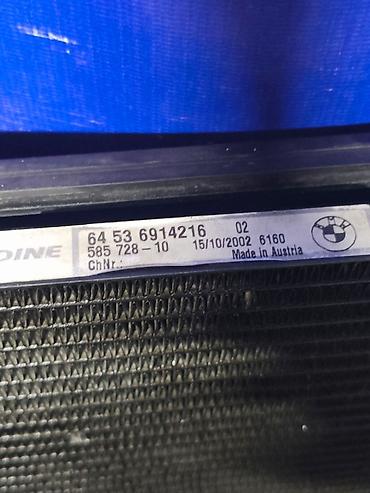 DINE
64 53 6914216 02
585 728 - 10 15/10/2002 6160
ChNr.: Made in Austria